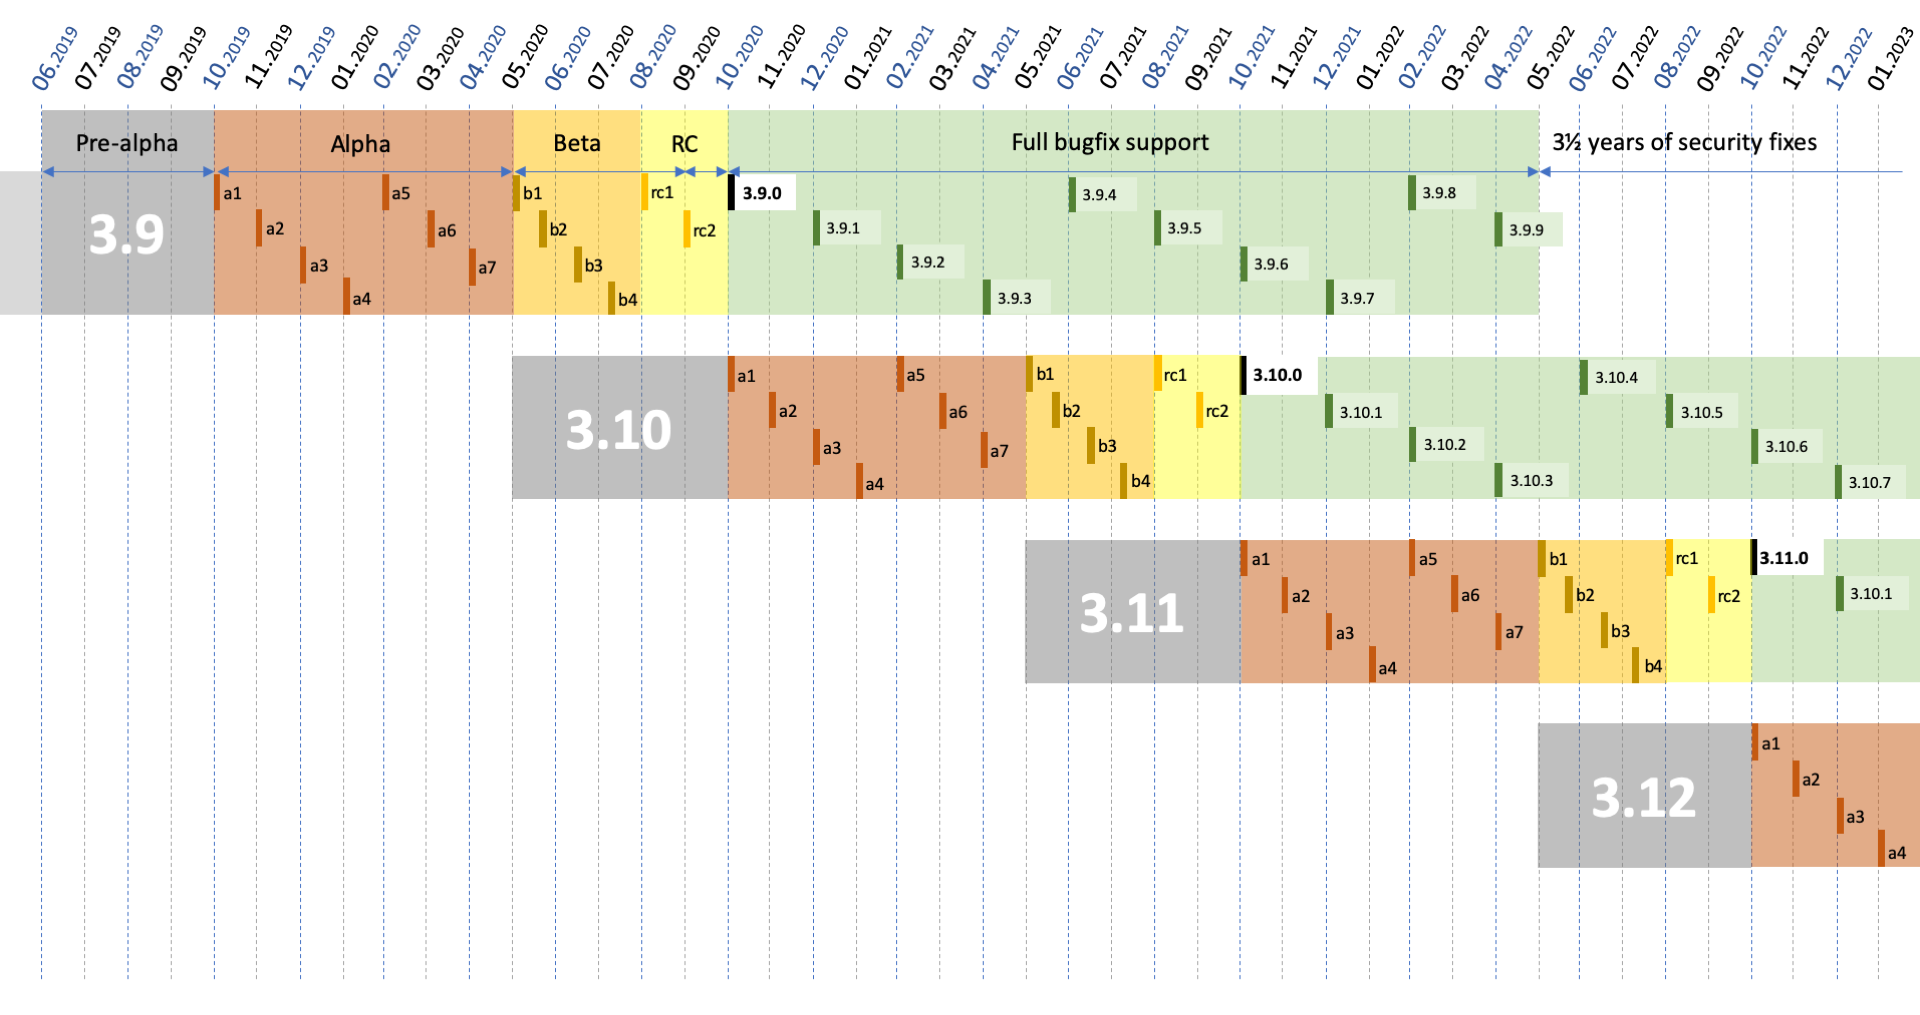 06.2019 07.2019 08.2019 09.2019 10.2019 11.2019 12.2019 01.2020 02.2020 03.2020 04.2020 05.2020 06.2020 07.2020 08.2020 09.2020 10.2020 11.2020 12.2020 01.2021 02.2021 03.2021 04.2021 05.2021 06.2021 07.2021 08.2021 09.2021 10.2021 11.2021 12.2021 01.2022 02.2022 03.2022 04.2022 05.2022 06.2022 07.2022 08.2022 09.2022 10.2022 11.2022 12.2022 01.2023
Pre-alpha Alpha Beta RC Full bugfix support 3½ years of security fixes
a1 a5 b1 rc1 3.9.0 3.9.4 3.9.8
3.9 a2 a6 b2 rc2 3.9.1 3.9.5 3.9.9
a3 a7 b3 3.9.2 3.9.6
a4 b4 3.9.3 3.9.7
a1 a5 b1 rc1 3.10.0 3.10.4
3.10 a2 a6 b2 rc2 3.10.1 3.10.5
a3 a7 b3 3.10.2 3.10.6
a4 b4 3.10.3 3.10.7
a1 a5 b1 rc1 3.11.0
3.11 a2 a6 b2 rc2 3.10.1
a3 a7 b3
a4 b4
a1
3.12 a2
a3
a4